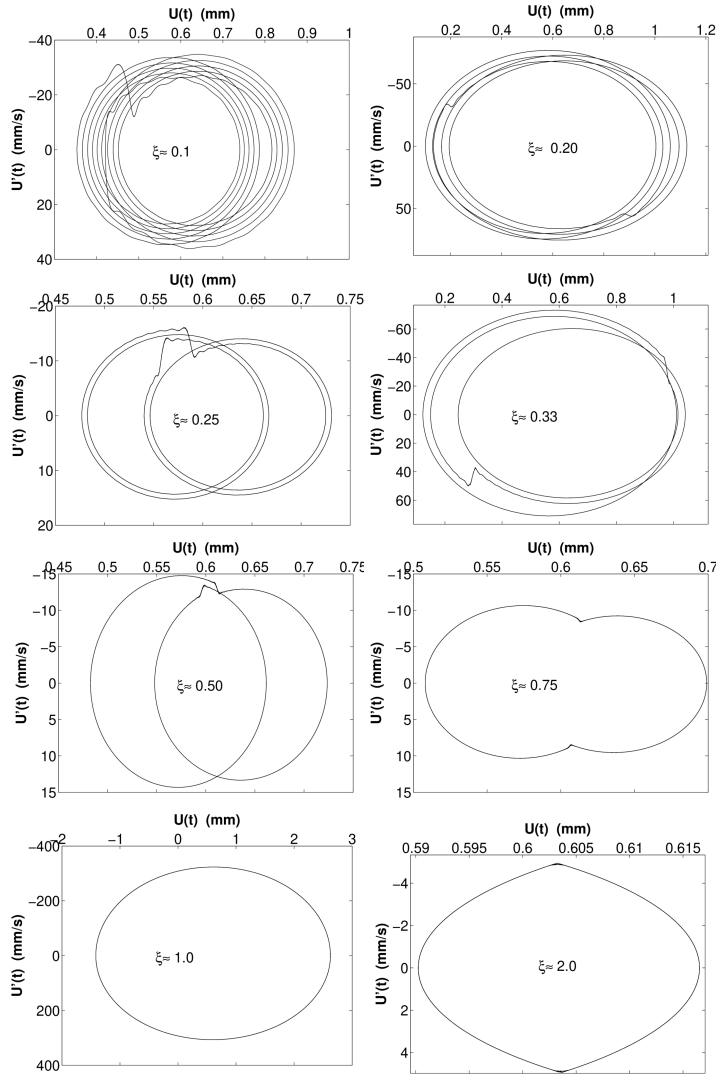 U(t) (mm)
0.4 0.5 0.6 0.7 0.8 0.9 1
−40
−20
0
20
40
U'(t) (mm/s)
ξ≈ 0.1
U(t) (mm)
0.2 0.4 0.6 0.8 1 1.2
−50
0
50
U'(t) (mm/s)
ξ≈ 0.20
U(t) (mm)
0.45 0.5 0.55 0.6 0.65 0.7 0.75
−20
−10
0
10
20
U'(t) (mm/s)
ξ≈ 0.25
U(t) (mm)
0.2 0.4 0.6 0.8 1
−60
−40
−20
0
20
40
60
U'(t) (mm/s)
ξ≈ 0.33
U(t) (mm)
0.45 0.5 0.55 0.6 0.65 0.7 0.75
−15
−10
−5
0
5
10
15
U'(t) (mm/s)
ξ≈ 0.50
U(t) (mm)
0.5 0.55 0.6 0.65 0.7
−15
−10
−5
0
5
10
15
U'(t) (mm/s)
ξ≈ 0.75
U(t) (mm)
−2 −1 0 1 2 3
−400
−200
0
200
400
U'(t) (mm/s)
ξ≈ 1.0
U(t) (mm)
0.59 0.595 0.6 0.605 0.61 0.615
−4
−2
0
2
4
U'(t) (mm/s)
ξ≈ 2.0